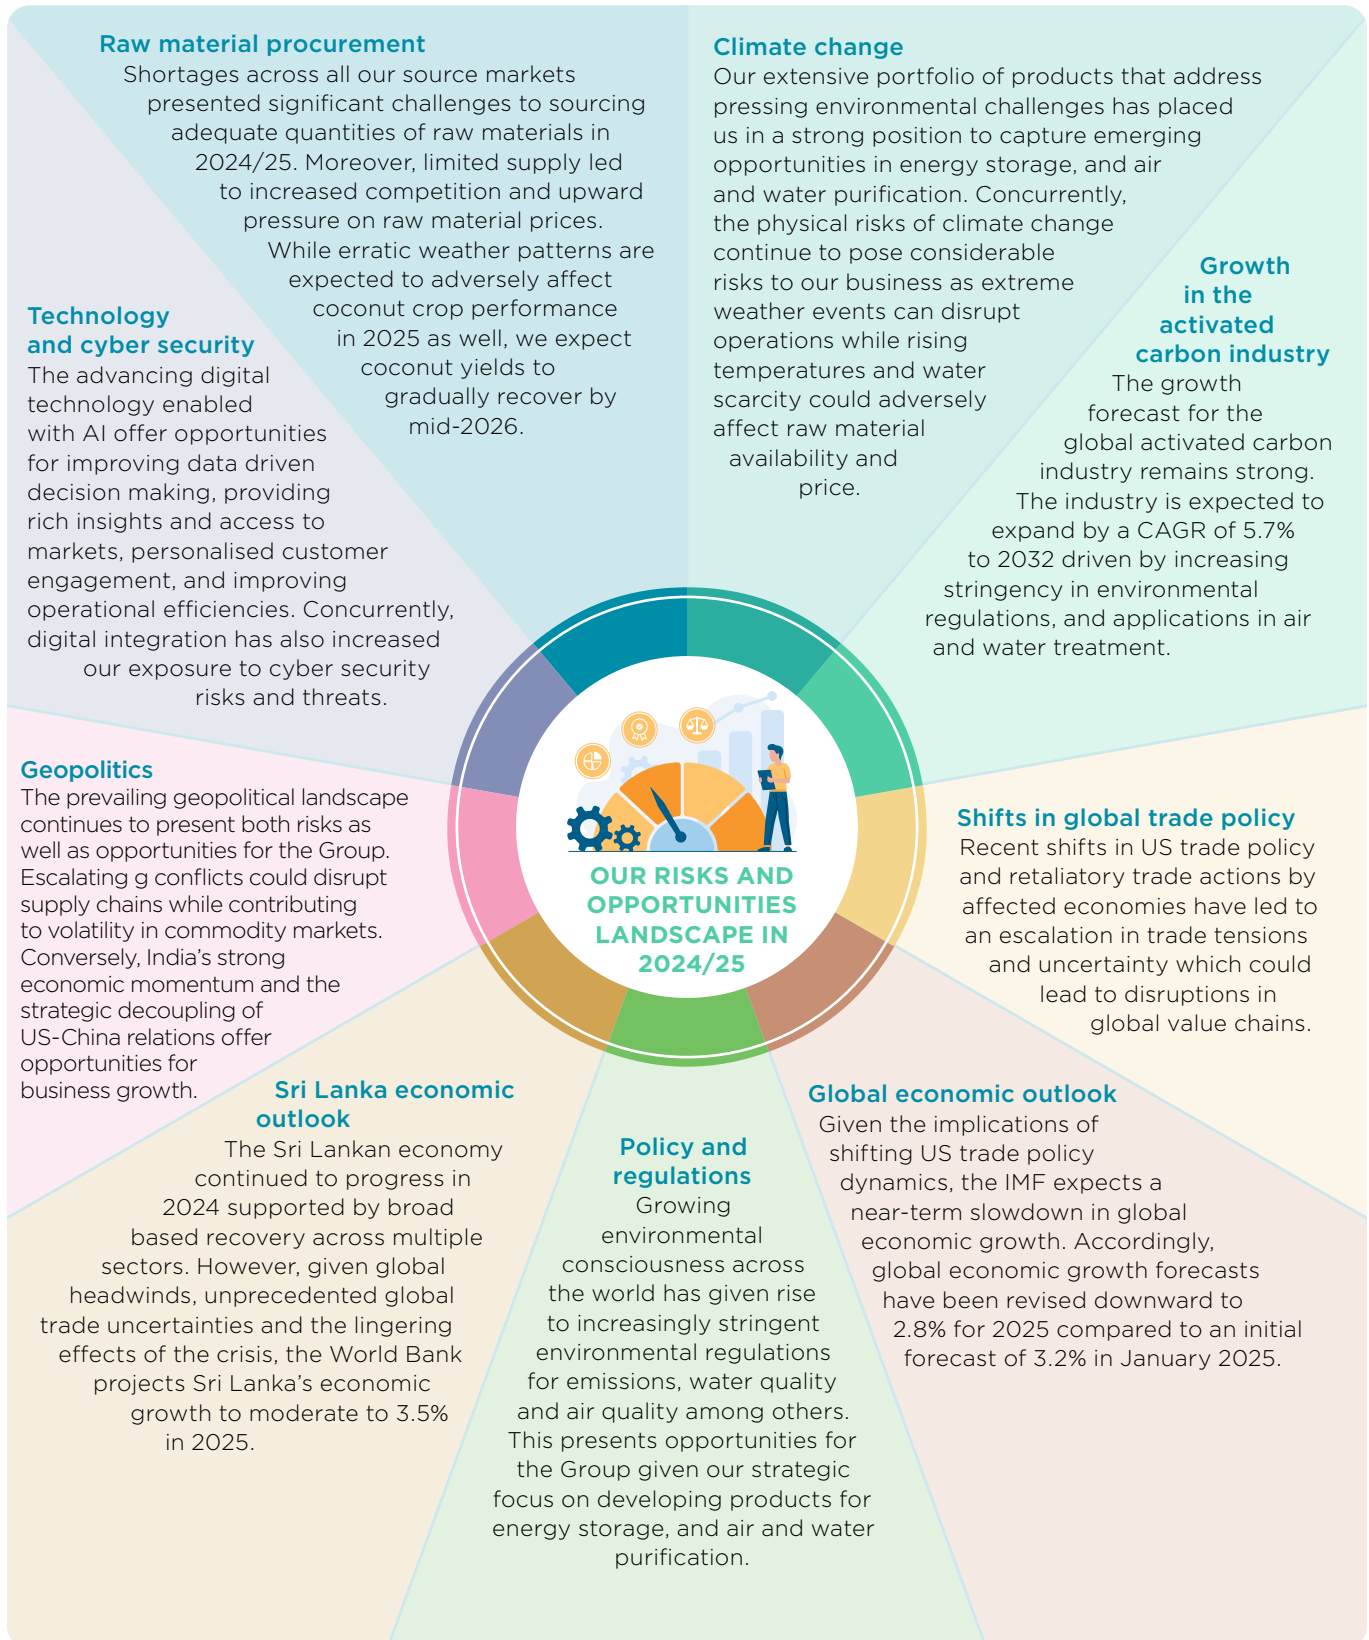 Raw material procurement
Shortages across all our source markets
presented significant challenges to sourcing
adequate quantities of raw materials in
2024/25. Moreover, limited supply led
to increased competition and upward
pressure on raw material prices.
While erratic weather patterns are
expected to adversely affect
coconut crop performance
in 2025 as well, we expect
coconut yields to
gradually recover by
mid-2026.
Climate change
Our extensive portfolio of products that address
pressing environmental challenges has placed
us in a strong position to capture emerging
opportunities in energy storage, and air
and water purification. Concurrently,
the physical risks of climate change
continue to pose considerable
risks to our business as extreme
weather events can disrupt
operations while rising
temperatures and water
scarcity could adversely
affect raw material
availability and
price.
Growth
in the
activated
carbon industry
The growth
forecast for the
global activated carbon
industry remains strong.
The industry is expected to
expand by a CAGR of 5.7%
to 2032 driven by increasing
stringency in environmental
regulations, and applications in air
and water treatment.
Technology
and cyber security
The advancing digital
technology enabled
with AI offer opportunities
for improving data driven
decision making, providing
rich insights and access to
markets, personalised customer
engagement, and improving
operational efficiencies. Concurrently,
digital integration has also increased
our exposure to cyber security
risks and threats.
Geopolitics
The prevailing geopolitical landscape
continues to present both risks as
well as opportunities for the Group.
Escalating g conflicts could disrupt
supply chains while contributing
to volatility in commodity markets.
Conversely, India's strong
economic momentum and the
strategic decoupling of
US-China relations offer
opportunities for
business growth.
OUR RISKS AND
OPPORTUNITIES
LANDSCAPE IN
2024/25
Shifts in global trade policy
Recent shifts in US trade policy
and retaliatory trade actions by
affected economies have led to
an escalation in trade tensions
and uncertainty which could
lead to disruptions in
global value chains.
Sri Lanka economic
outlook
The Sri Lankan economy
continued to progress in
2024 supported by broad
based recovery across multiple
sectors. However, given global
headwinds, unprecedented global
trade uncertainties and the lingering
effects of the crisis, the World Bank
projects Sri Lanka's economic
growth to moderate to 3.5%
in 2025.
Policy and
regulations
Growing
environmental
consciousness across
the world has given rise
to increasingly stringent
environmental regulations
for emissions, water quality
and air quality among others.
This presents opportunities for
the Group given our strategic
focus on developing products for
energy storage, and air and water
purification.
Global economic outlook
Given the implications of
shifting US trade policy
dynamics, the IMF expects a
near-term slowdown in global
economic growth. Accordingly,
global economic growth forecasts
have been revised downward to
2.8% for 2025 compared to an initial
forecast of 3.2% in January 2025.